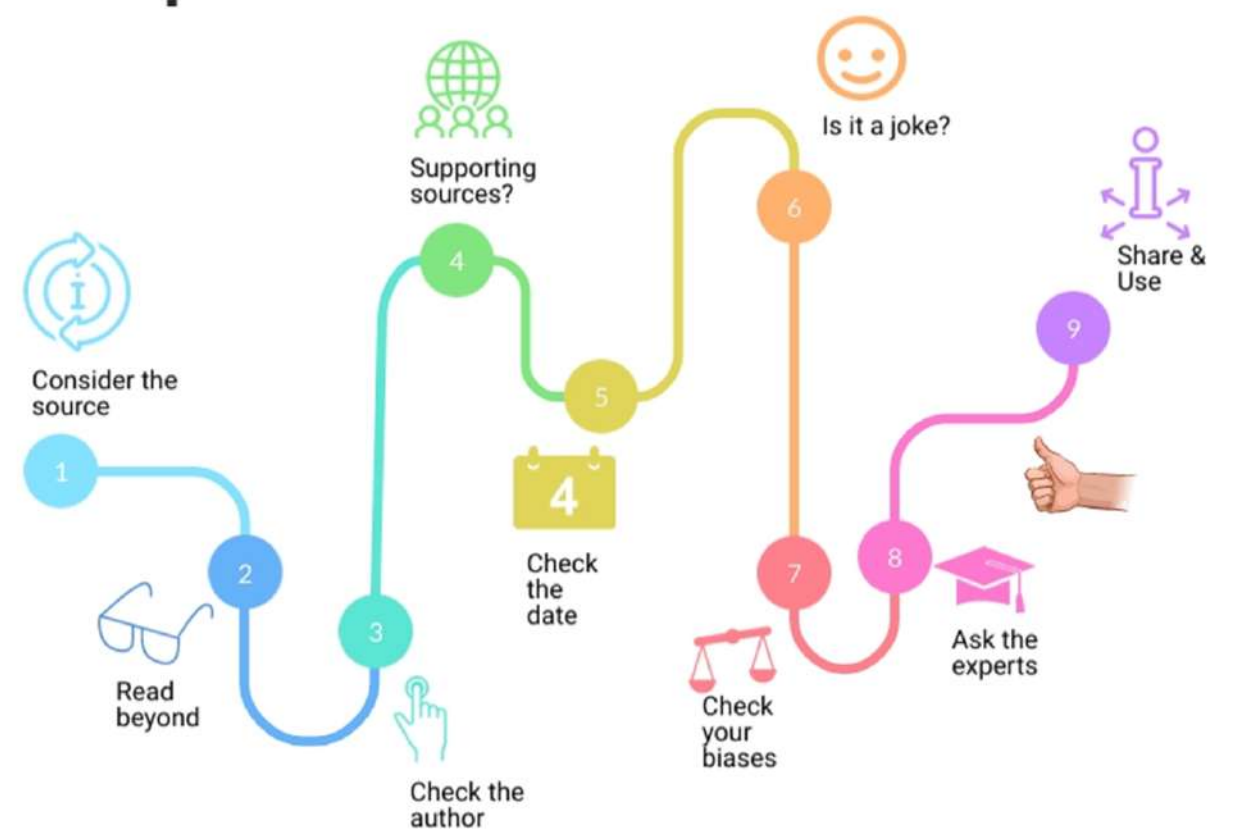 Consider the
source
1
2
Read
beyond
3
Check the
author
Supporting
sources?
4
5
4
Check
the
date
Is it a joke?
6
7
Check
your
biases
8
Ask the
experts
Share &
Use
9